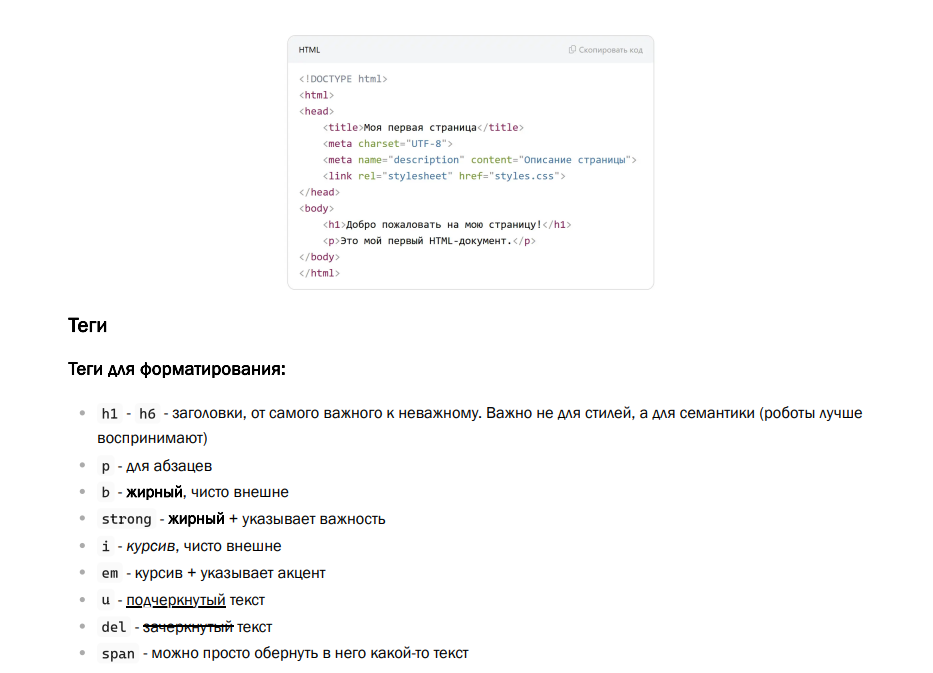 HTML
Скопировать код
<!DOCTYPE html>
<html>
<head>
    <title>Моя первая страница</title>
    <meta charset="UTF-8">
    <meta name="description" content="Описание страницы">
    <link rel="stylesheet" href="styles.css">
</head>
<body>
    <h1>Добро пожаловать на мою страницу!</h1>
    <p>Это мой первый HTML-документ.</p>
</body>
</html>
Теги
Теги для форматирования:
h1 - h6 - заголовки, от самого важного к неважному. Важно не для стилей, а для семантики (роботы лучше
воспринимают)
p - для абзацев
b - жирный, чисто внешне
strong - жирный + указывает важность
i - курсив, чисто внешне
em - курсив + указывает акцент
u - подчеркнутый текст
del - зачеркнутый текст
span - можно просто обернуть в него какой-то текст